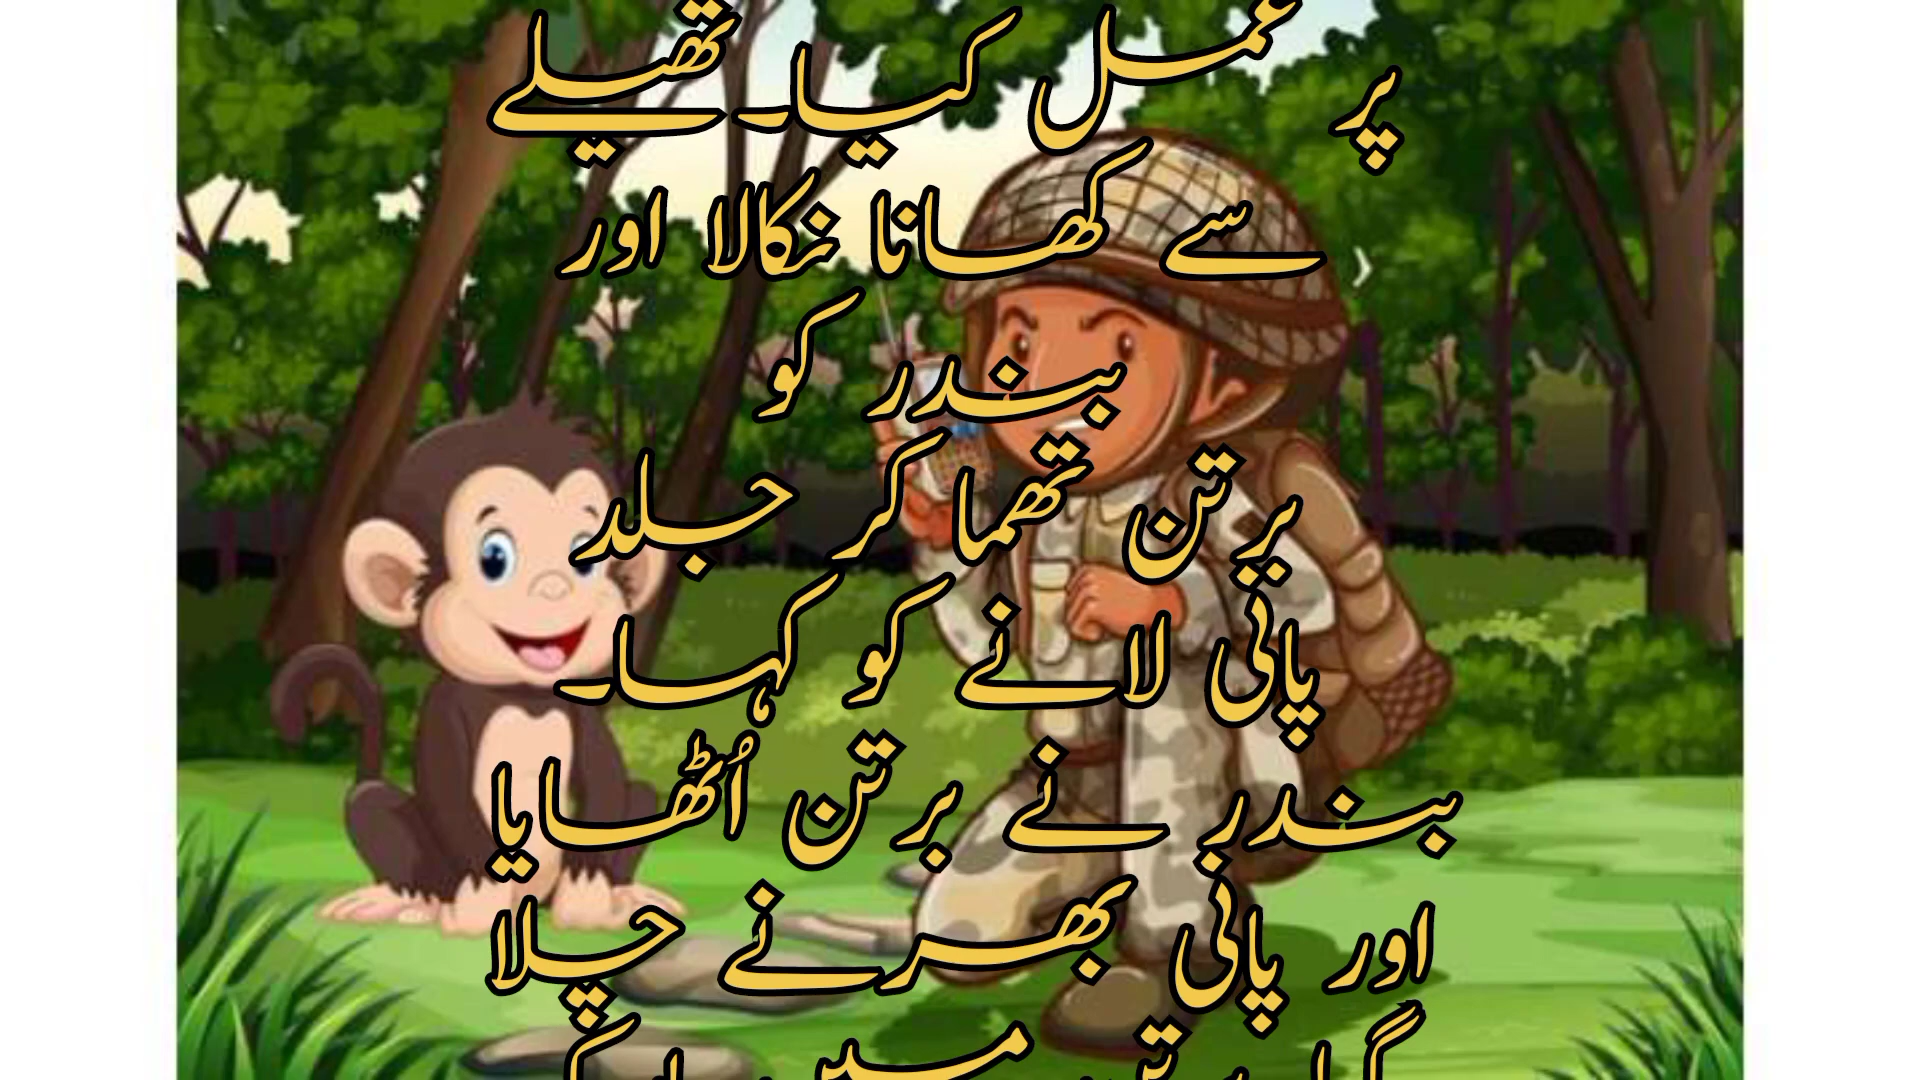 پر عمل کیا۔ تھیلے
سے کھانا نکالا اور
بندر کو
برتن تھما کر جلد
پانی لانے کو کہا۔
بندر نے برتن اُٹھایا
اور پانی بھرنے چلا